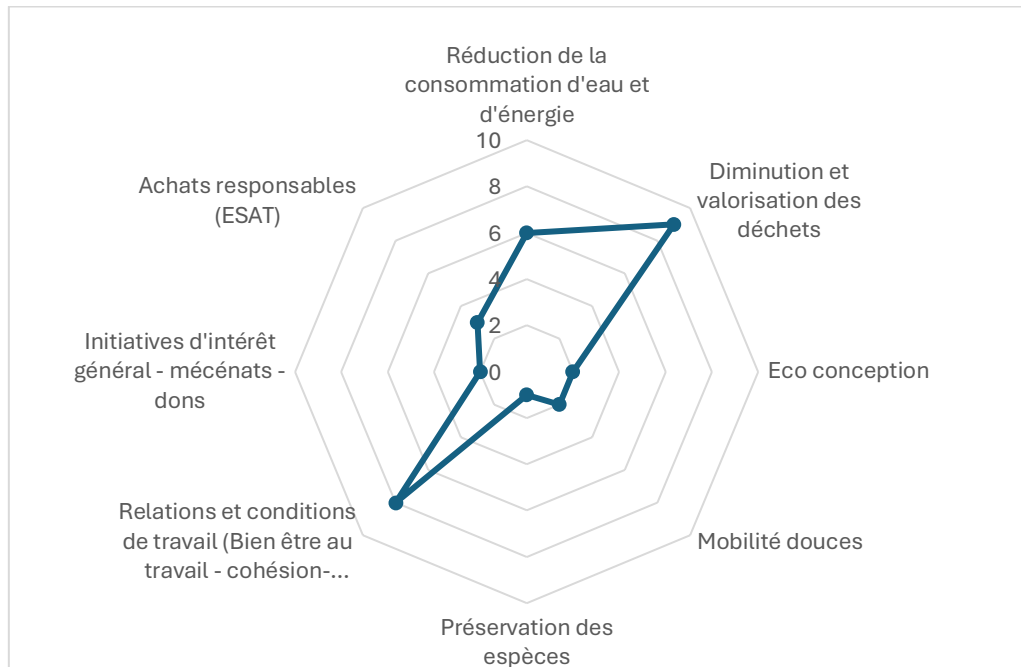 Réduction de la
consommation d'eau et
d'énergie
10
Diminution et
valorisation des
déchets
Achats responsables
(ESAT)
8
6
4
2
0
Initiatives d'intérêt
général - mécénats -
dons
Eco conception
Relations et conditions
de travail (Bien être au
travail - cohésion-...
Mobilité douces
Préservation des
espèces